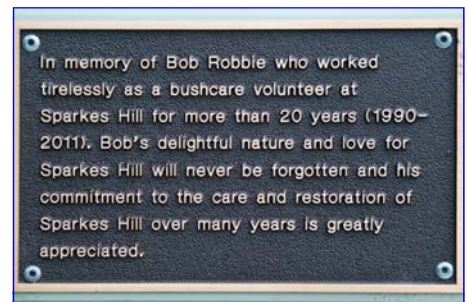 In memory of Bob Robbie who worked
tirelessly as a bushcare volunteer at
Sparkes Hill for more than 20 years (1990-
2011). Bob's delightful nature and love for
Sparkes Hill will never be forgotten and his
commitment to the care and restoration of
Sparkes Hill over many years is greatly
appreciated.